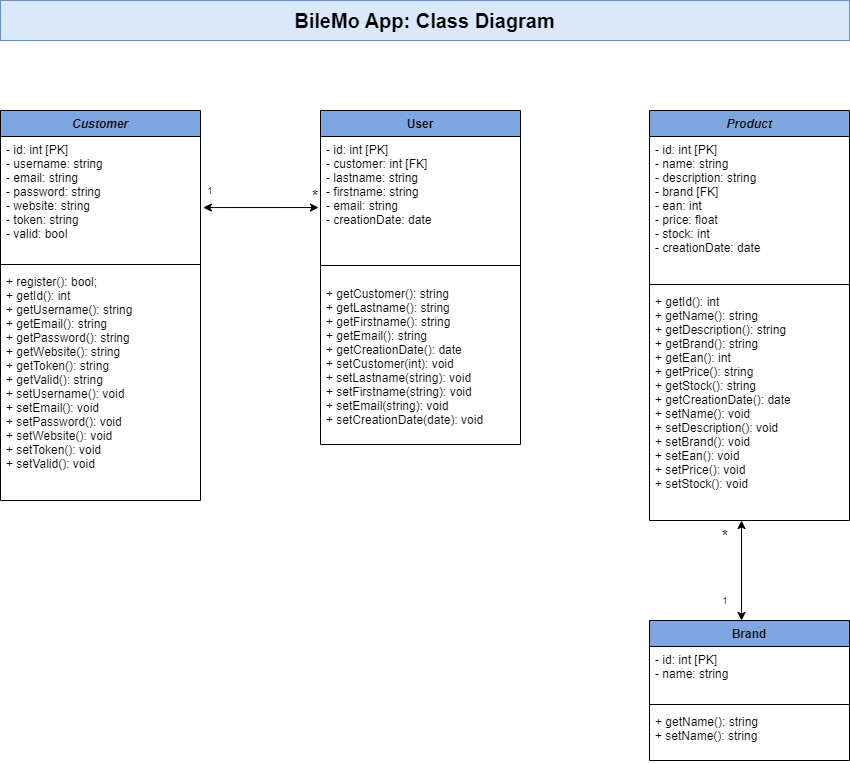 BileMo App: Class Diagram
Customer
- id: int [PK]
- username: string
- email: string
- password: string
- website: string
- token: string
- valid: bool
+ register(): bool;
+ getId(): int
+ getUsername(): string
+ getEmail(): string
+ getPassword(): string
+ getWebsite(): string
+ getToken(): string
+ getValid(): string
+ setUsername(): void
+ setEmail(): void
+ setPassword(): void
+ setWebsite(): void
+ setToken(): void
+ setValid(): void
1
*
User
- id: int [PK]
- customer: int [FK]
- lastname: string
- firstname: string
- email: string
- creationDate: date
+ getCustomer(): string
+ getLastname(): string
+ getFirstname(): string
+ getEmail(): string
+ getCreationDate(): date
+ setCustomer(int): void
+ setLastname(string): void
+ setFirstname(string): void
+ setEmail(string): void
+ setCreationDate(date): void
Product
- id: int [PK]
- name: string
- description: string
- brand [FK]
- ean: int
- price: float
- stock: int
- creationDate: date
+ getId(): int
+ getName(): string
+ getDescription(): string
+ getBrand(): string
+ getEan(): int
+ getPrice(): string
+ getStock(): string
+ getCreationDate(): date
+ setName(): void
+ setDescription(): void
+ setBrand(): void
+ setEan(): void
+ setPrice(): void
+ setStock(): void
*
1
Brand
- id: int [PK]
- name: string
+ getName(): string
+ setName(): string